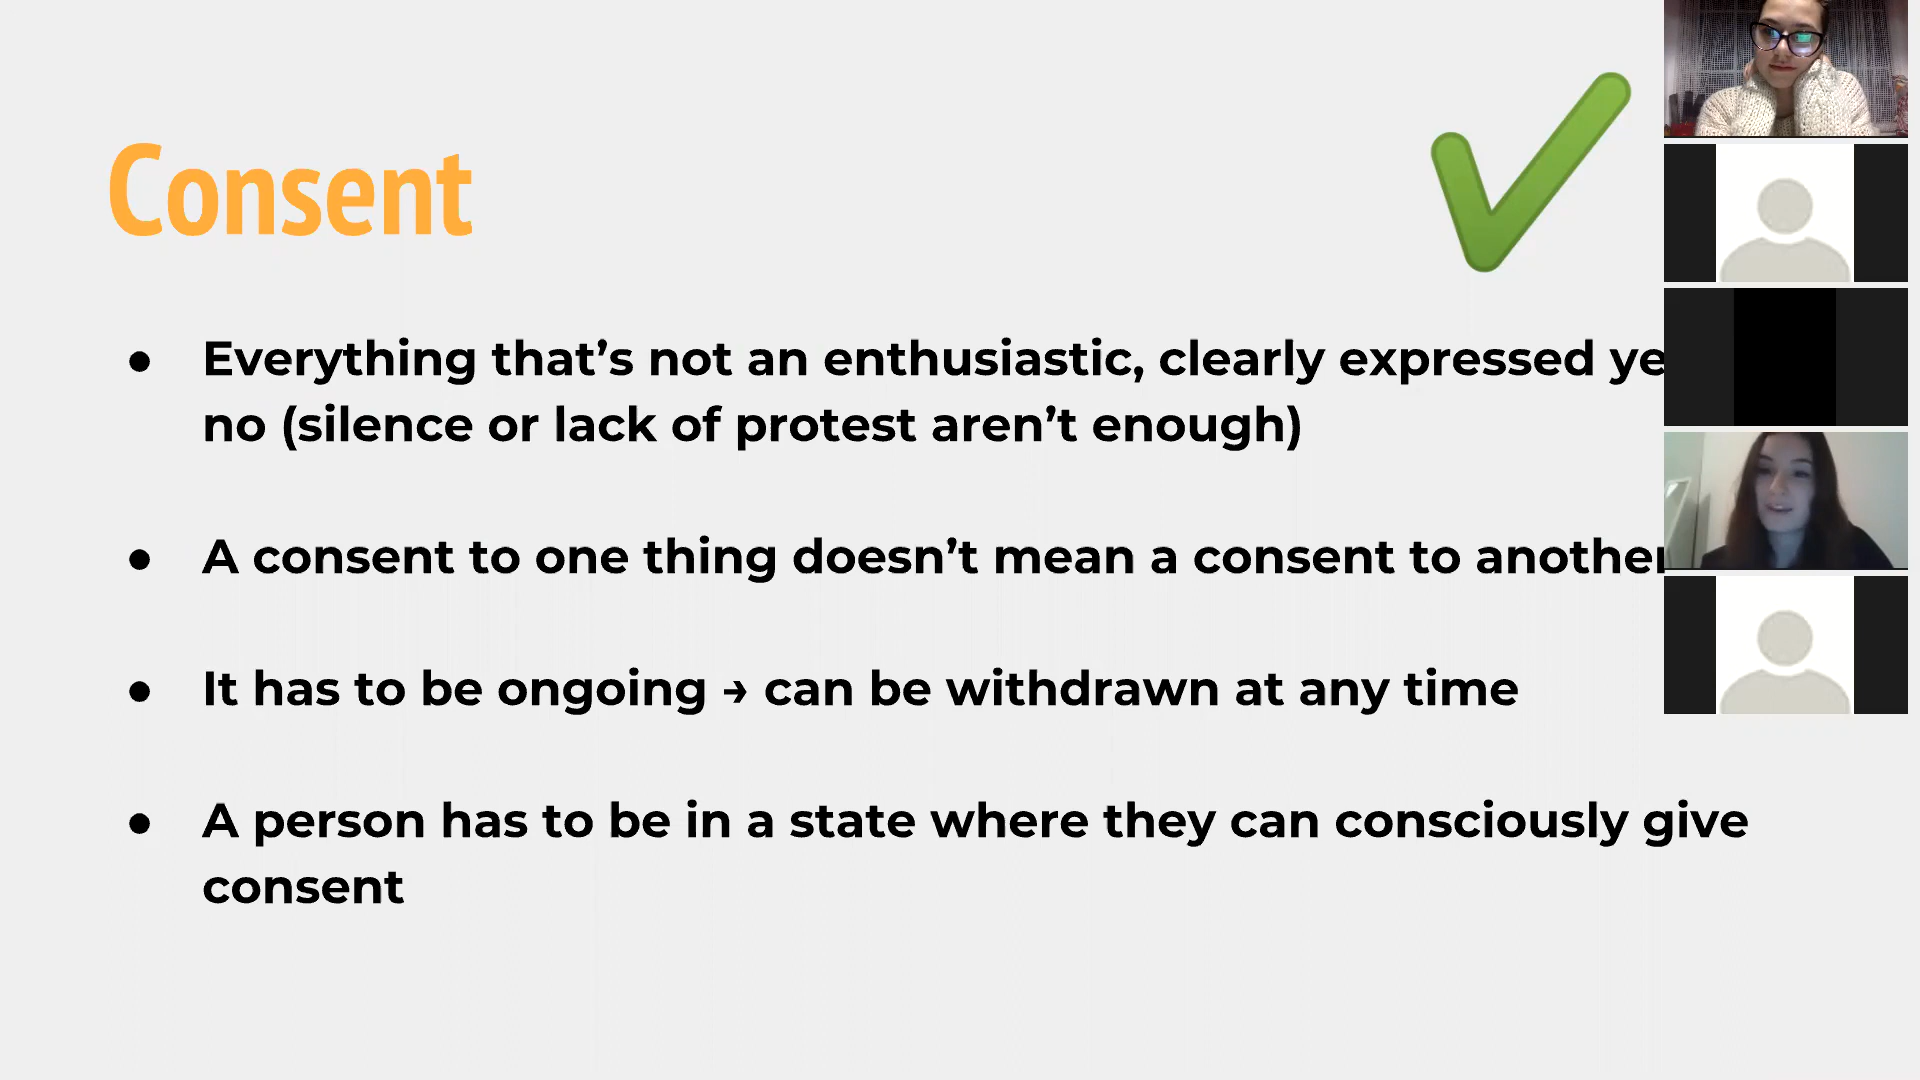 Consent
● Everything that’s not an enthusiastic, clearly expressed
no (silence or lack of protest aren’t enough)
● A consent to one thing doesn’t mean a consent to another
● It has to be ongoing → can be withdrawn at any time
● A person has to be in a state where they can consciously give
consent